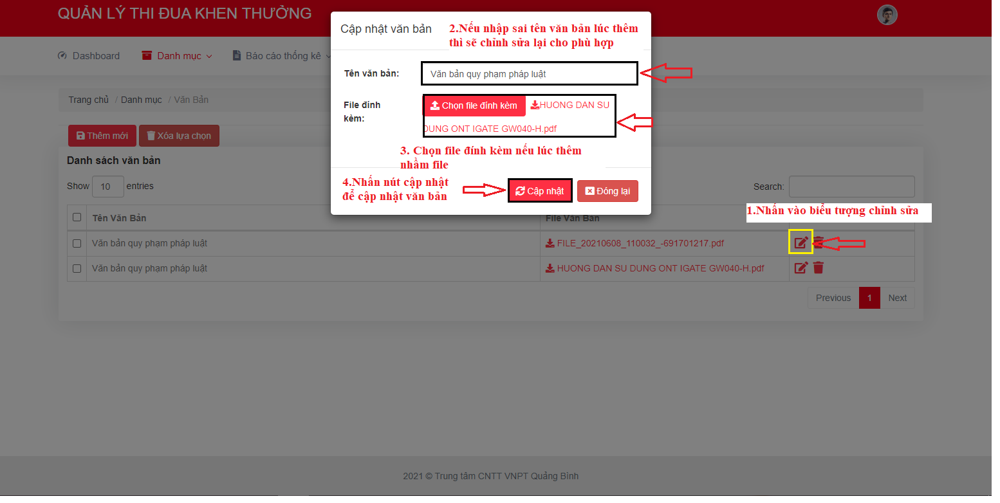 QUẢN LÝ THI ĐUA KHEN THƯỞNG
Dashboard
Danh mục
Báo cáo thống kê
Trang chủ / Danh mục / Văn Bản
Thêm mới
Xóa lựa chọn
Cập nhật văn bản
2.Nếu nhập sai tên văn bản lúc thêm
thì sẽ chỉnh sửa lại cho phù hợp
Tên văn bản:
Văn bản quy phạm pháp luật
File đính
kèm:
Chọn file đính kèm
HUONG DAN SU
DUNG ONT IGATE GW040-H.pdf
3. Chọn file đính kèm nếu lúc thêm
nhầm file
4.Nhấn nút cập nhật
để cập nhật văn bản
Cập nhật
Đóng lại
Danh sách văn bản
Show 10 entries
Search:
1.Nhấn vào biểu tượng chỉnh sửa
Tên Văn Bản
File Văn Bản
Văn bản quy phạm pháp luật
FILE_20210608_110032_-691701217.pdf
Văn bản quy phạm pháp luật
HUONG DAN SU DUNG ONT IGATE GW040-H.pdf
Previous 1 Next
2021 © Trung tâm CNTT VNPT Quảng Bình